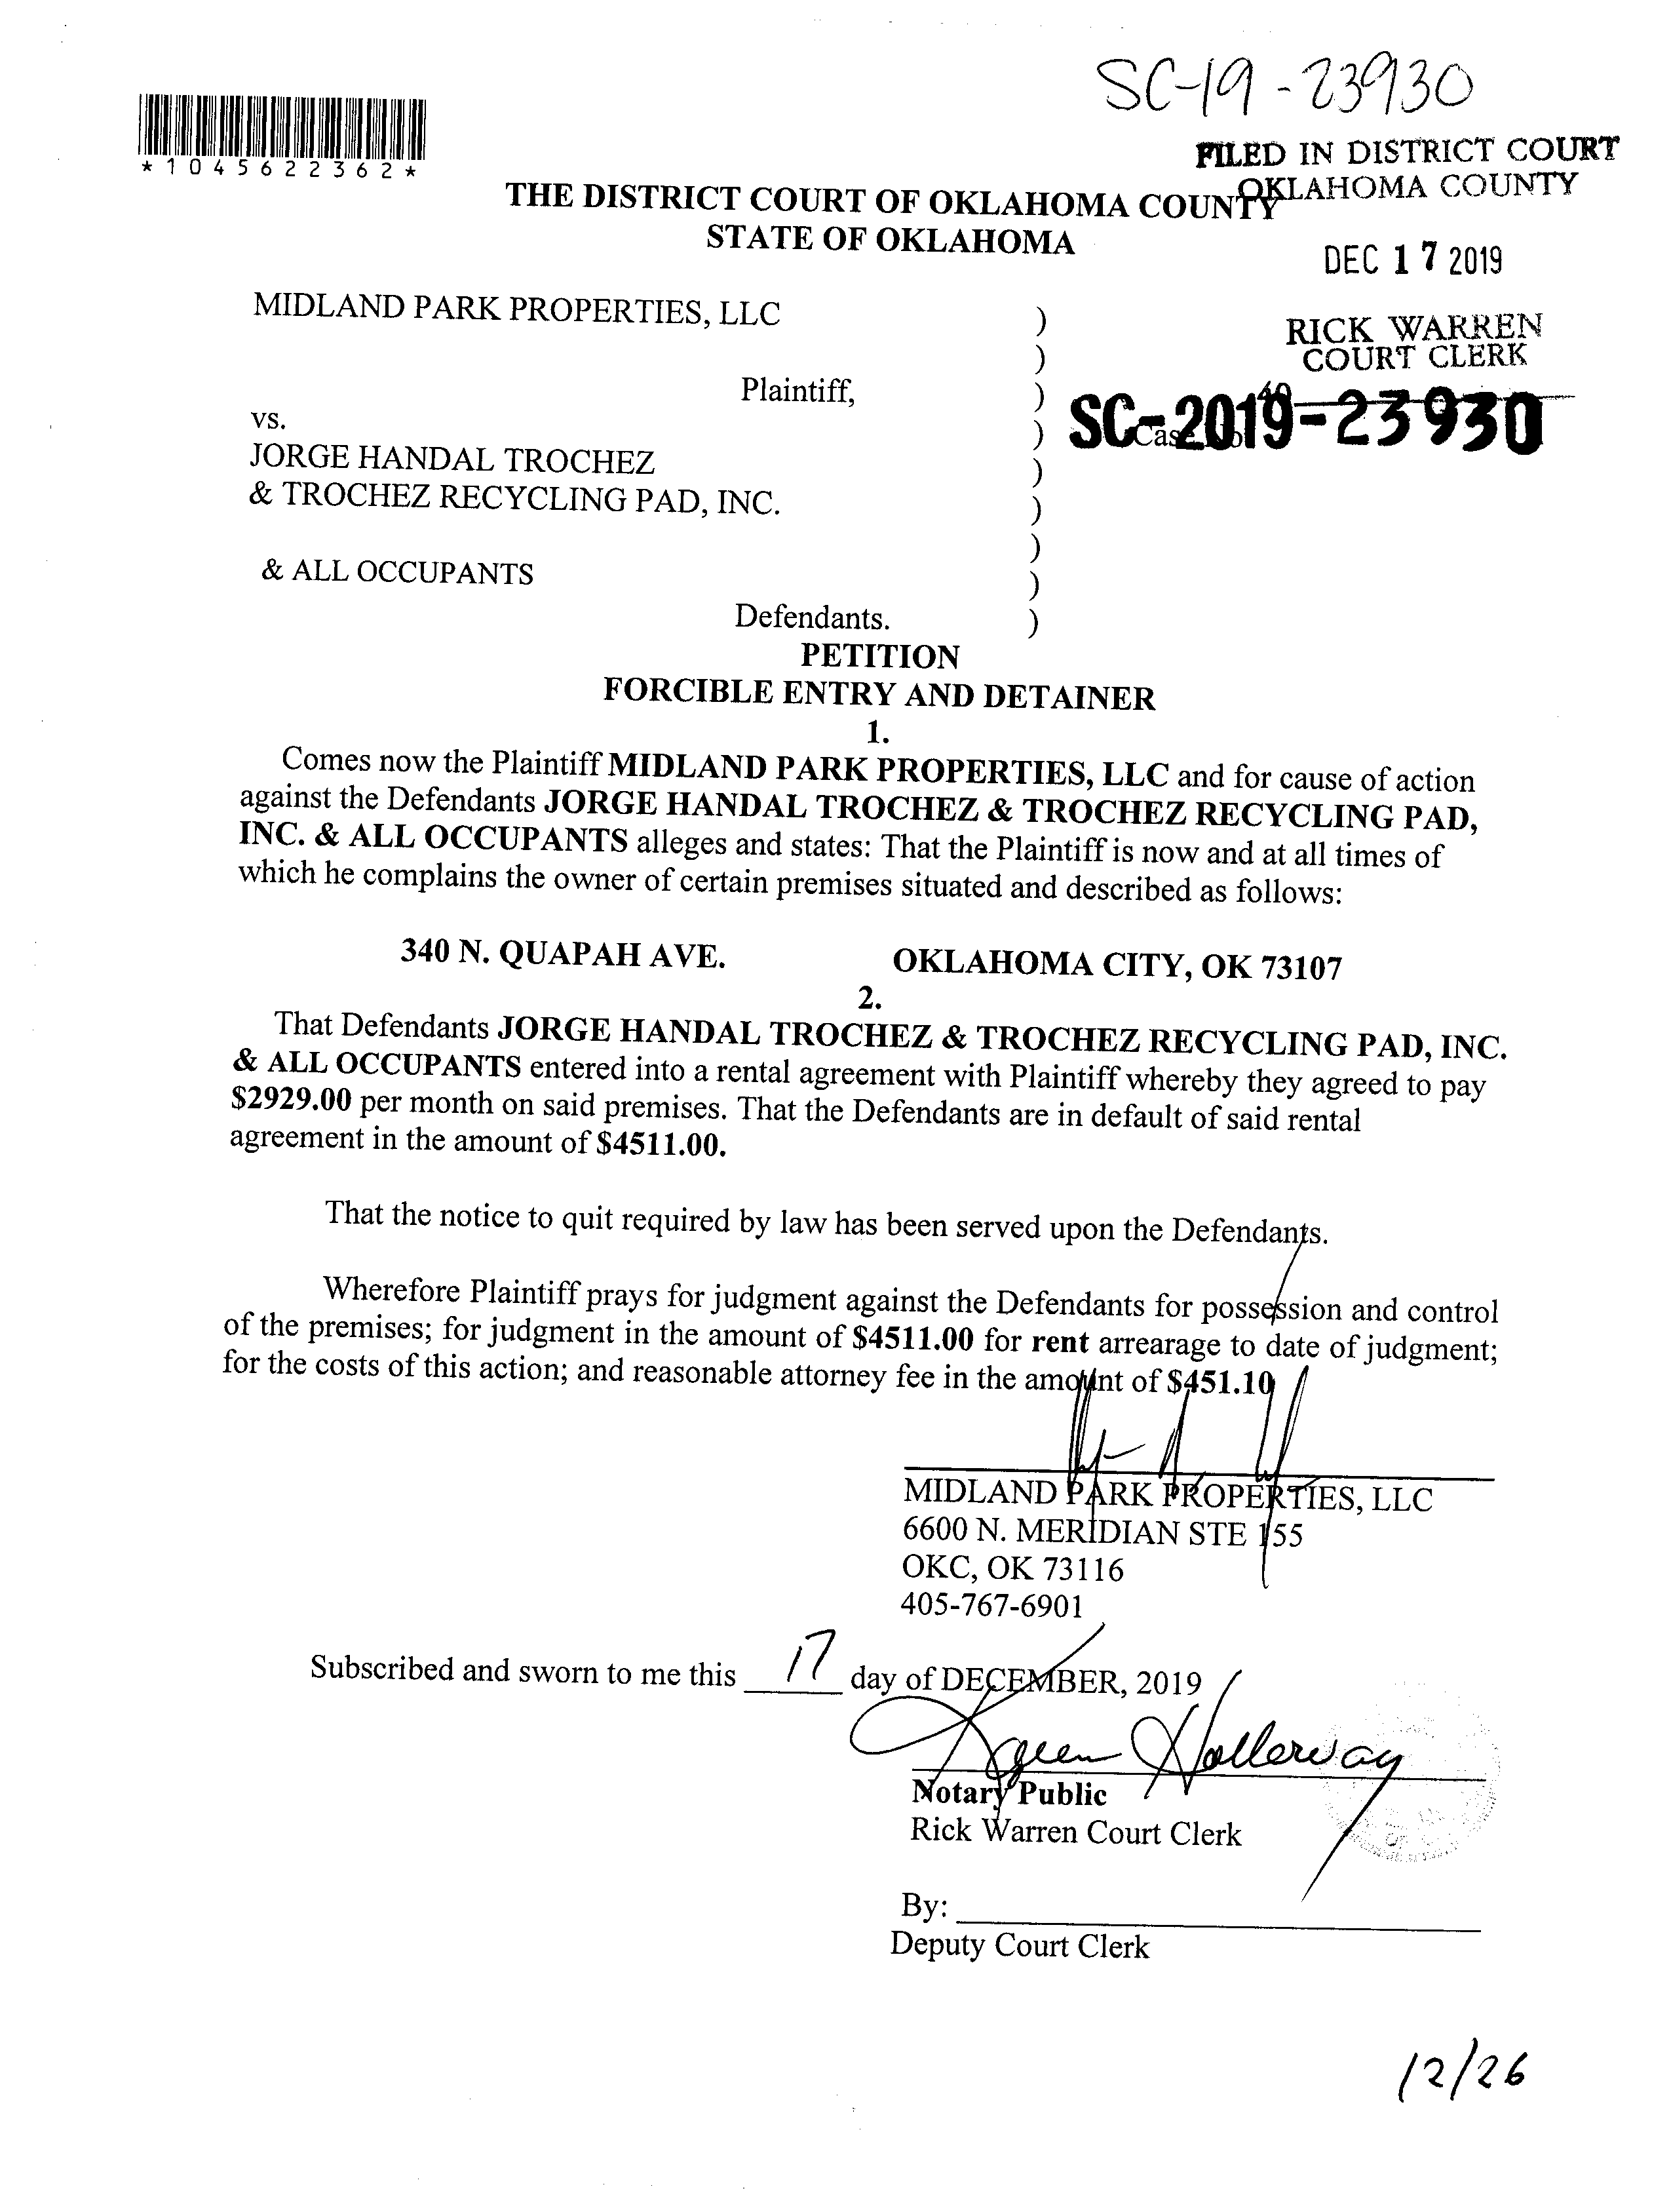 SC-19-23930
*1045622362*
FILED IN DISTRICT COURT
OKLAHOMA COUNTY
THE DISTRICT COURT OF OKLAHOMA COUNTY
STATE OF OKLAHOMA
DEC 17 2019
MIDLAND PARK PROPERTIES, LLC )
RICK WARREN
COURT CLERK
)
Plaintiff, )
40
vs. ) SC-2019-23930
JORGE HANDAL TROCHEZ )
& TROCHEZ RECYCLING PAD, INC. )
)
& ALL OCCUPANTS )
Defendants. )
PETITION
FORCIBLE ENTRY AND DETAINER
1.
Comes now the Plaintiff MIDLAND PARK PROPERTIES, LLC and for cause of action
against the Defendants JORGE HANDAL TROCHEZ & TROCHEZ RECYCLING PAD,
INC. & ALL OCCUPANTS alleges and states: That the Plaintiff is now and at all times of
which he complains the owner of certain premises situated and described as follows:
340 N. QUAPAH AVE. OKLAHOMA CITY, OK 73107
2.
That Defendants JORGE HANDAL TROCHEZ & TROCHEZ RECYCLING PAD, INC.
& ALL OCCUPANTS entered into a rental agreement with Plaintiff whereby they agreed to pay
$2929.00 per month on said premises. That the Defendants are in default of said rental
agreement in the amount of $4511.00.
That the notice to quit required by law has been served upon the Defendants.
Wherefore Plaintiff prays for judgment against the Defendants for possession and control
of the premises; for judgment in the amount of $4511.00 for rent arrearage to date of judgment;
for the costs of this action; and reasonable attorney fee in the amount of $451.10
MIDLAND PARK PROPERTIES, LLC
6600 N. MERIDIAN STE 155
OKC, OK 73116
405-767-6901
Subscribed and sworn to me this 17 day of DECEMBER, 2019
Holloway
Notary Public
Rick Warren Court Clerk
By:
Deputy Court Clerk
12/26